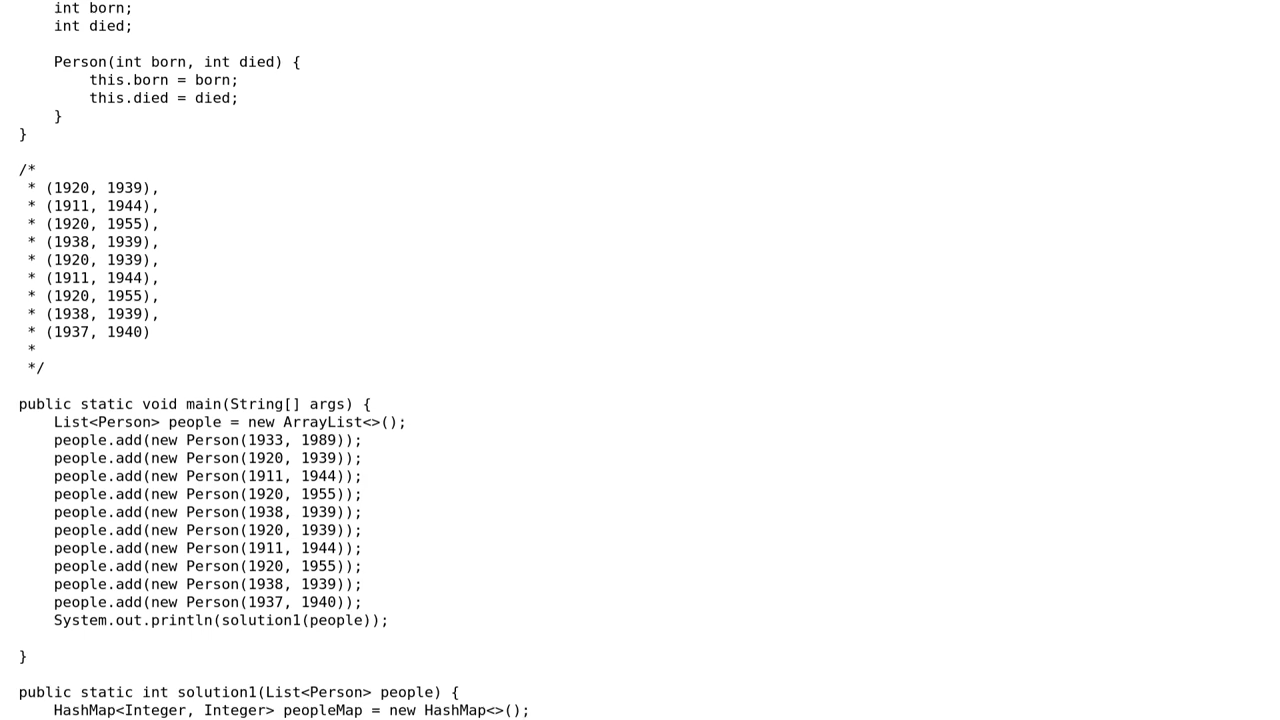 int born;
    int died;

    Person(int born, int died) {
        this.born = born;
        this.died = died;
    }
}

/*
 * (1920, 1939),
 * (1911, 1944),
 * (1920, 1955),
 * (1938, 1939),
 * (1920, 1939),
 * (1911, 1944),
 * (1920, 1955),
 * (1938, 1939),
 * (1937, 1940)
 *
 */

public static void main(String[] args) {
    List<Person> people = new ArrayList<>();
    people.add(new Person(1933, 1989));
    people.add(new Person(1920, 1939));
    people.add(new Person(1911, 1944));
    people.add(new Person(1920, 1955));
    people.add(new Person(1938, 1939));
    people.add(new Person(1920, 1939));
    people.add(new Person(1911, 1944));
    people.add(new Person(1920, 1955));
    people.add(new Person(1938, 1939));
    people.add(new Person(1937, 1940));
    System.out.println(solution1(people));

}

public static int solution1(List<Person> people) {
    HashMap<Integer, Integer> peopleMap = new HashMap<>();